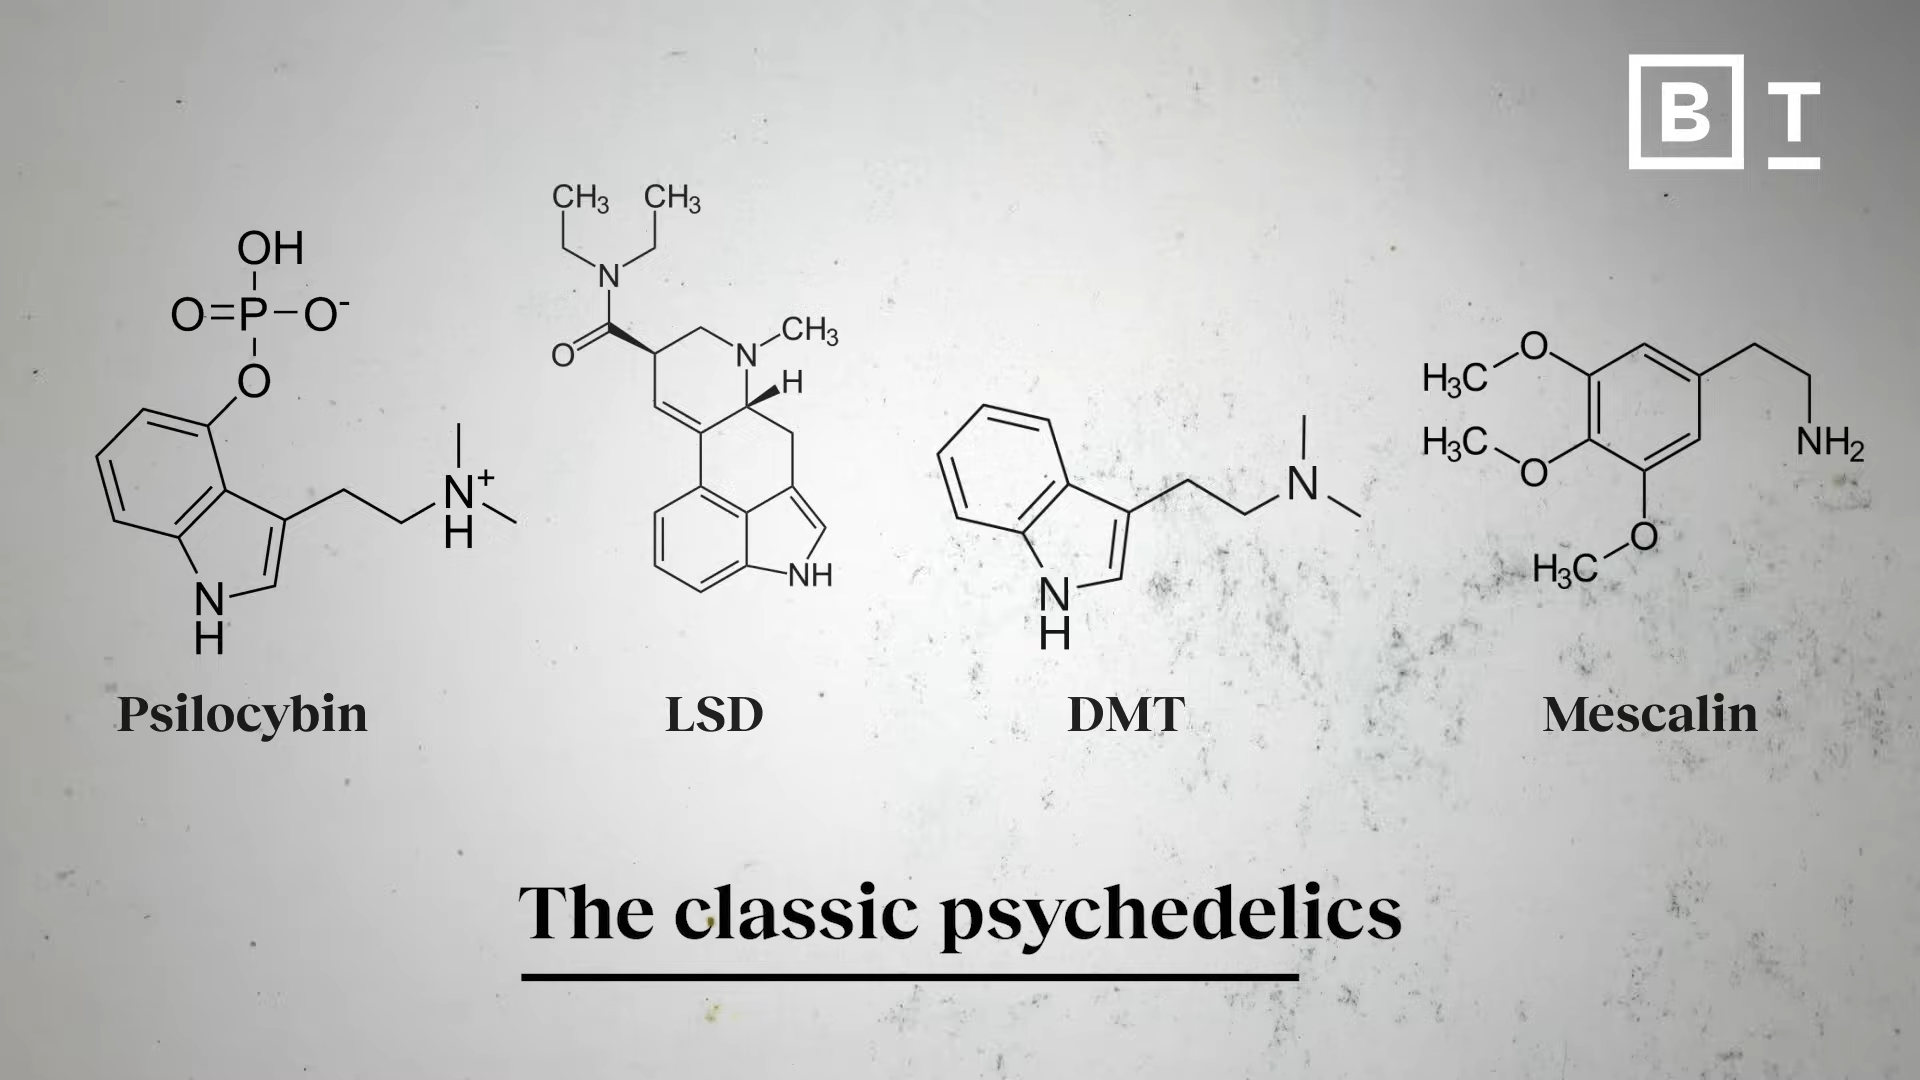 B T
CH3 CH3
OH
N
O=P-O-
O
CH3
N
O
H
O
H3C
H3C
O
NH2
N+
H
N
O
H3C
NH
N
H
N
H
Psilocybin
LSD
DMT
Mescalin
The classic psychedelics